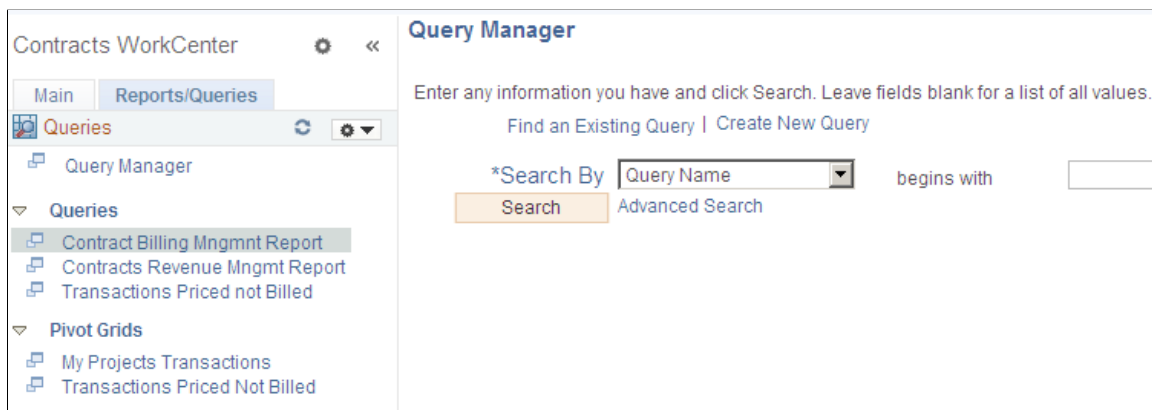 Contracts WorkCenter
Main Reports/Queries
Queries
Query Manager
Queries
Contract Billing Mngmnt Report
Contracts Revenue Mngmt Report
Transactions Priced not Billed
Pivot Grids
My Projects Transactions
Transactions Priced Not Billed
Query Manager
Enter any information you have and click Search. Leave fields blank for a list of all values.
Find an Existing Query | Create New Query
*Search By Query Name begins with
Search Advanced Search